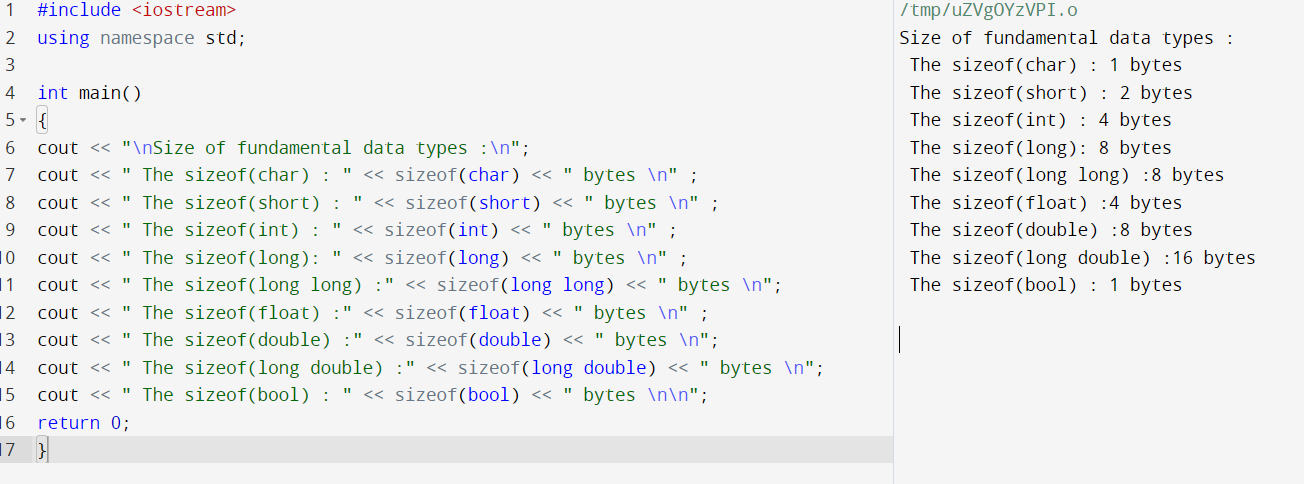 1 #include <iostream>
2 using namespace std;
3
4 int main()
5 {
6 cout << "\nSize of fundamental data types :\n";
7 cout << " The sizeof(char) : " << sizeof(char) << " bytes \n" ;
8 cout << " The sizeof(short) : " << sizeof(short) << " bytes \n" ;
9 cout << " The sizeof(int) : " << sizeof(int) << " bytes \n" ;
10 cout << " The sizeof(long): " << sizeof(long) << " bytes \n" ;
11 cout << " The sizeof(long long) :" << sizeof(long long) << " bytes \n";
12 cout << " The sizeof(float) :" << sizeof(float) << " bytes \n" ;
13 cout << " The sizeof(double) :" << sizeof(double) << " bytes \n";
14 cout << " The sizeof(long double) :" << sizeof(long double) << " bytes \n";
15 cout << " The sizeof(bool) : " << sizeof(bool) << " bytes \n\n";
16 return 0;
17 }
/tmp/uZVgOYzVPI.o
Size of fundamental data types :
The sizeof(char) : 1 bytes
The sizeof(short) : 2 bytes
The sizeof(int) : 4 bytes
The sizeof(long): 8 bytes
The sizeof(long long) :8 bytes
The sizeof(float) :4 bytes
The sizeof(double) :8 bytes
The sizeof(long double) :16 bytes
The sizeof(bool) : 1 bytes